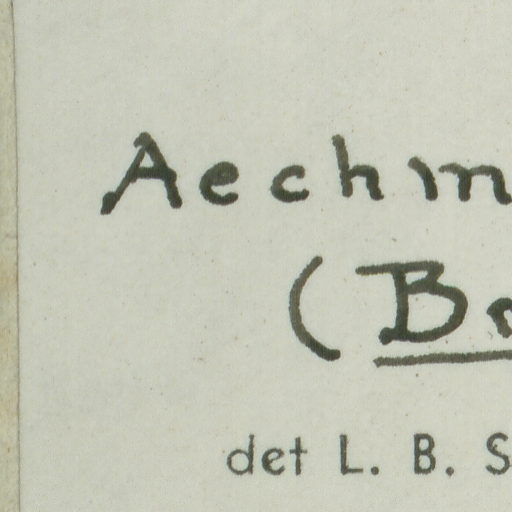 Aechm
(B
det L. B. S